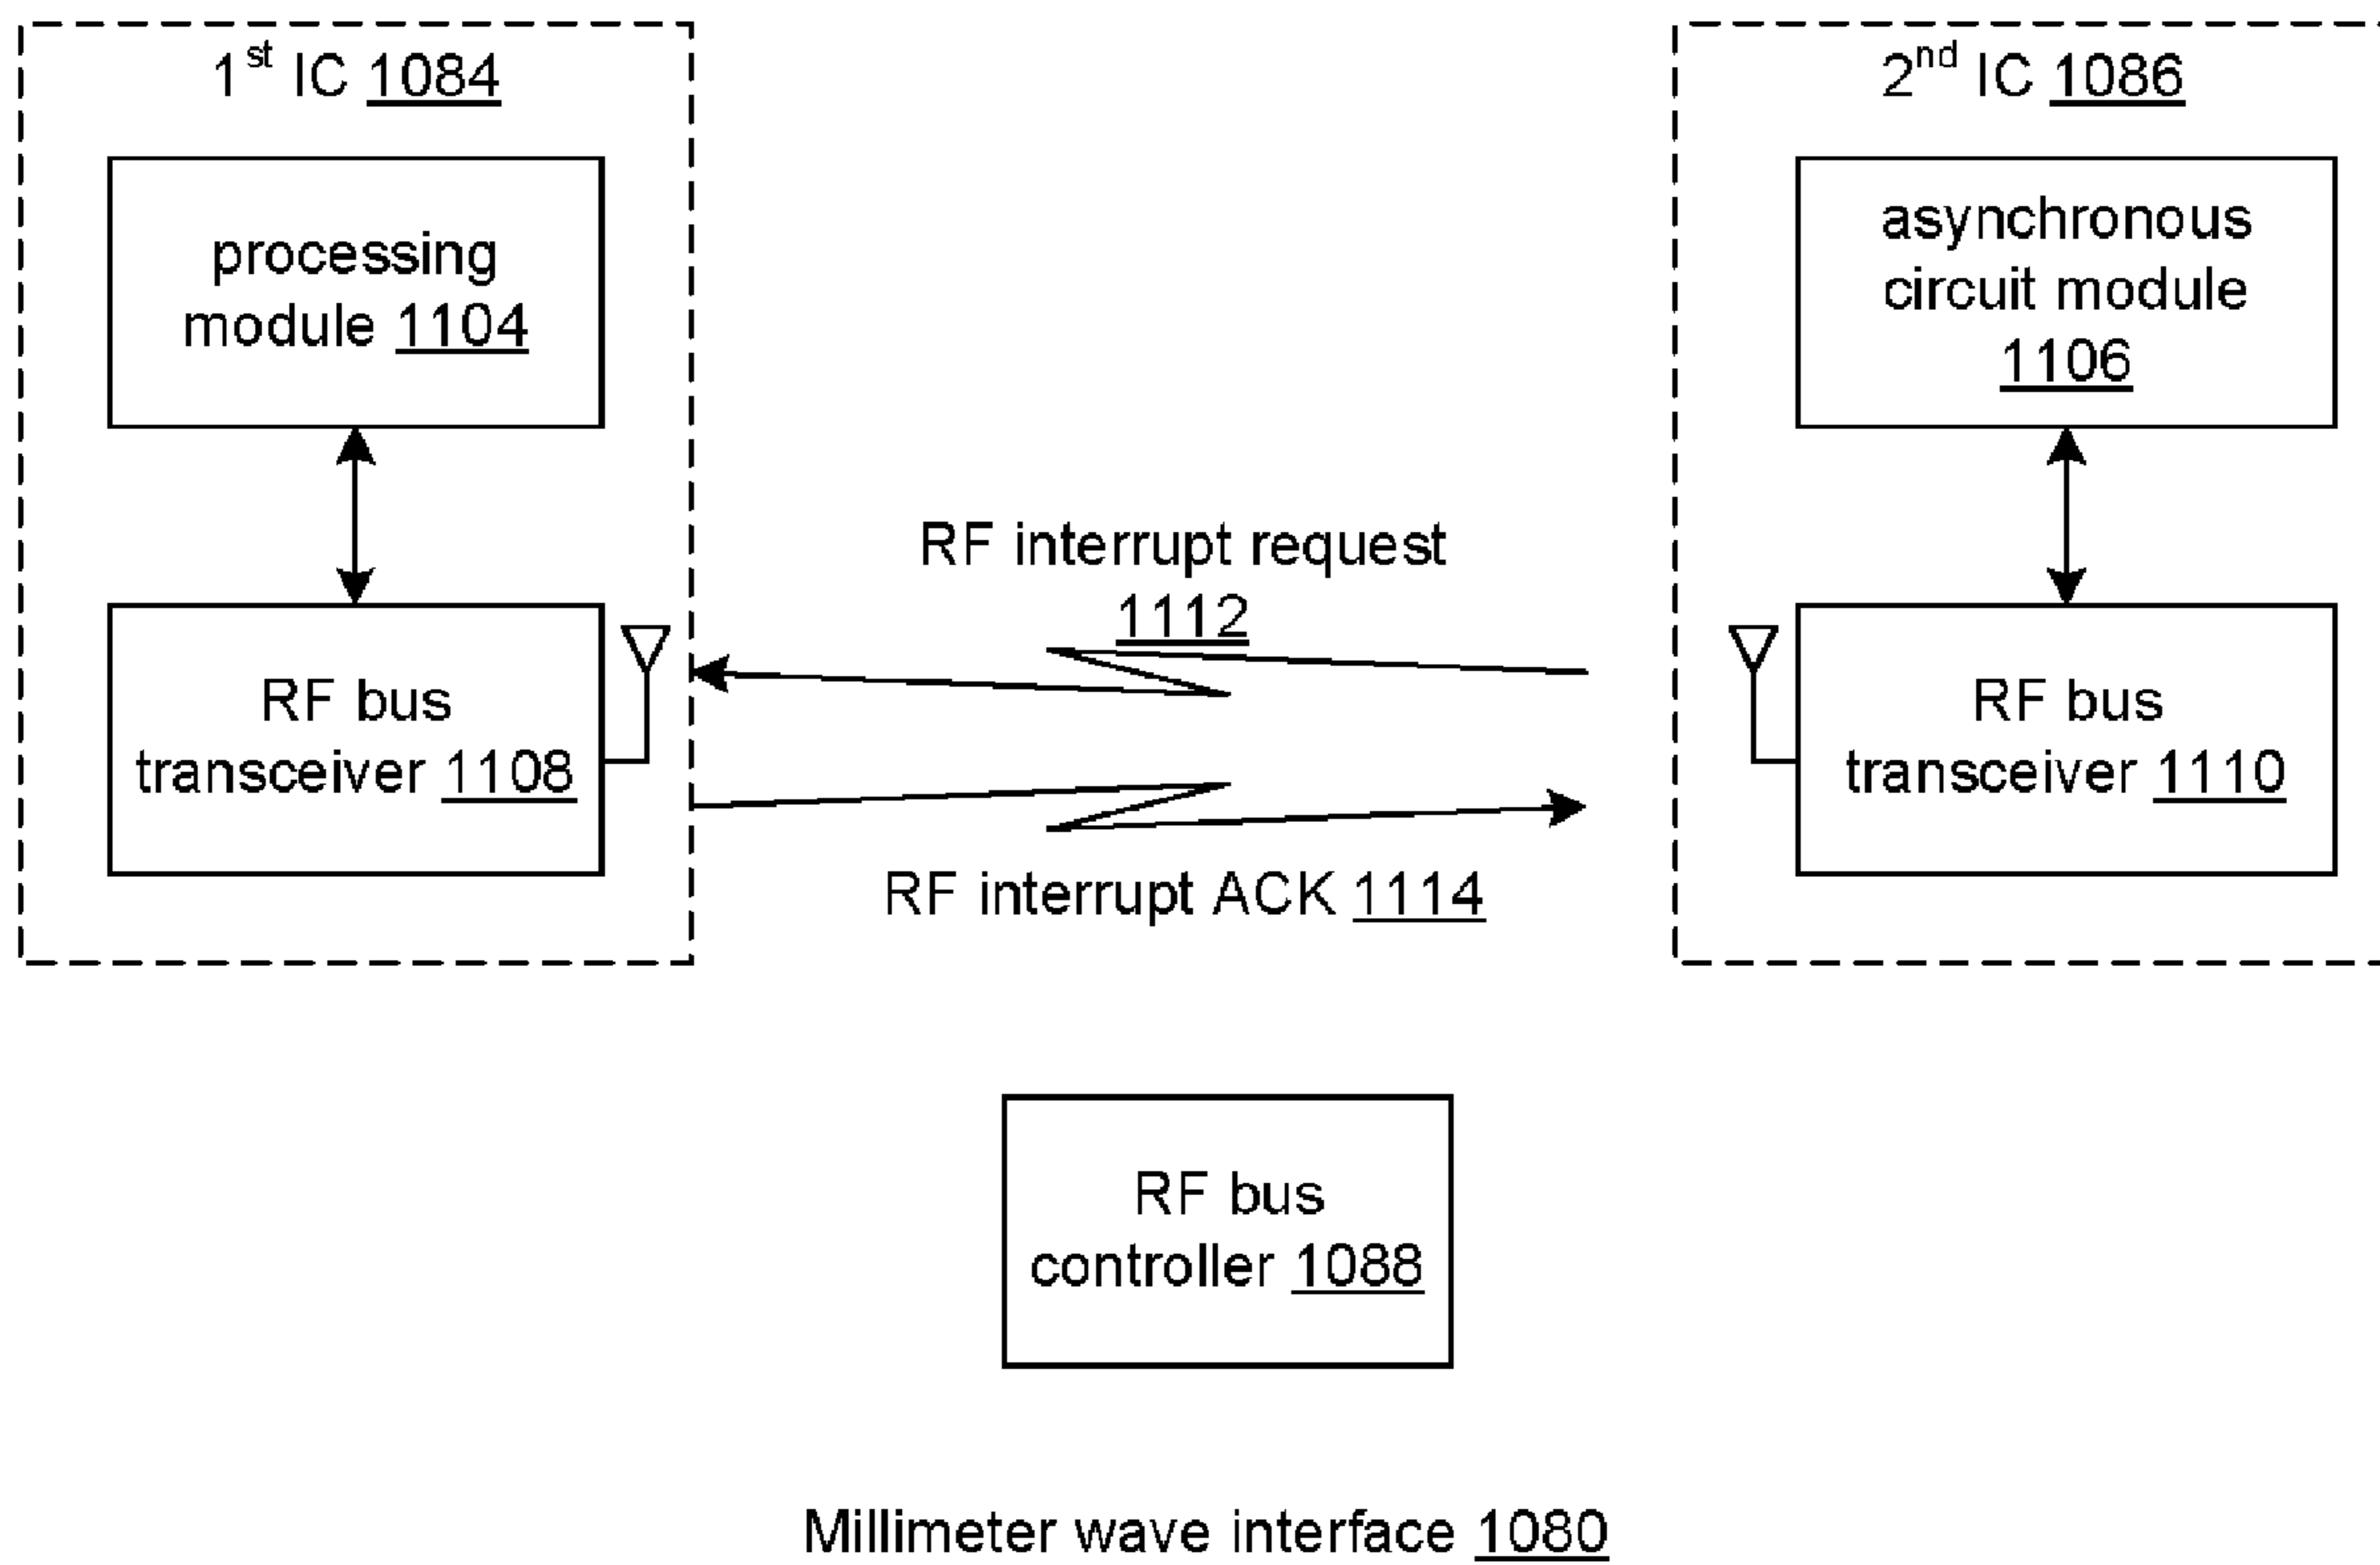 1st IC 1084
processing
module 1104
RF bus
transceiver 1108
RF interrupt request
1112
RF interrupt ACK 1114
2nd IC 1086
asynchronous
circuit module
1106
RF bus
transceiver 1110
RF bus
controller 1088
Millimeter wave interface 1080